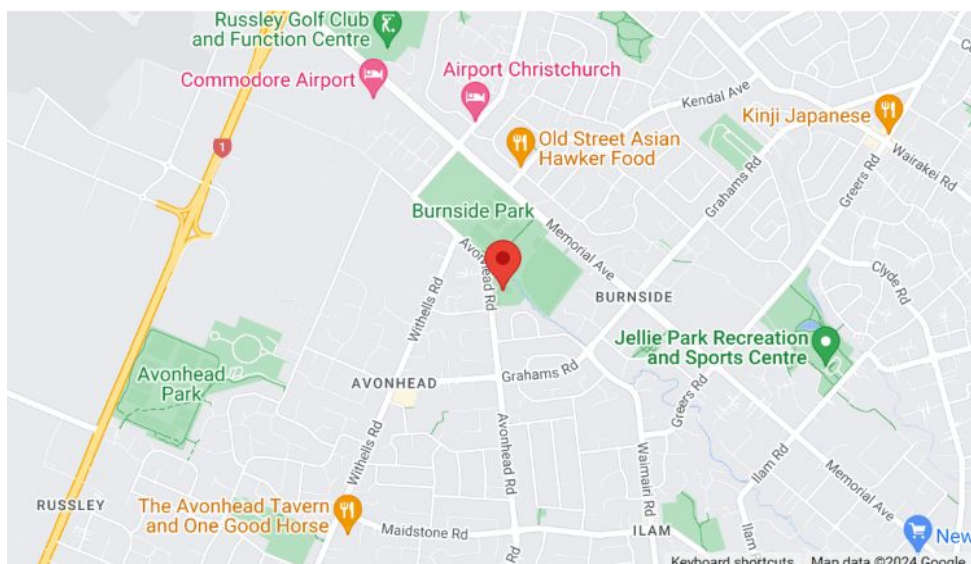 Russley Golf Club
and Function Centre
Commodore Airport
Airport Christchurch
Kendal Ave
Kinji Japanese
Old Street Asian
Hawker Food
Wairakei Rd
1
Grahams Rd
Greers Rd
Burnside Park
Memorial Ave
Avonhead Rd
Withells Rd
BURNSIDE
Clyde Rd
Jellie Park Recreation
and Sports Centre
Avonhead
Park
AVONHEAD
Grahams Rd
Greers Rd
Withells Rd
Avonhead Rd
Waimairi Rd
Ilam Rd
Memorial Ave
RUSSLEY
The Avonhead Tavern
and One Good Horse
Maidstone Rd
ILAM
Ilam Rd
New
Rd
Keyboard shortcuts
Map data ©2024 Google